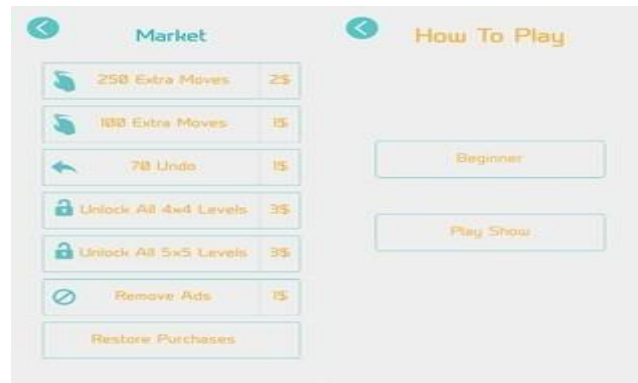 Market
250 Extra Moves 2$
100 Extra Moves 1$
70 Undo 1$
Unlock All 4x4 Levels 3$
Unlock All 5x5 Levels 3$
Remove Ads 1$
Restore Purchases
How To Play
Beginner
Play Show